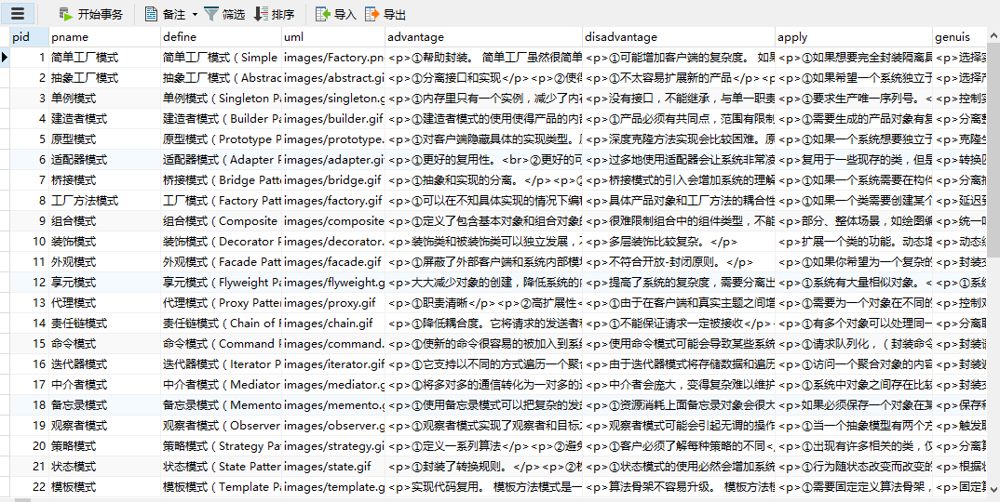 开始事务 备注 筛选 排序 导入 导出
pid pname define uml advantage disadvantage apply genuis
1 简单工厂模式 简单工厂模式 ( Simple images/Factory.pn <p>①帮助封装。 简单工厂虽然很简单 <p>①可能增加客户端的复杂度。 如果 <p>①如果想要完全封装隔离具 <p>选择实
2 抽象工厂模式 抽象工厂模式 ( Abstrac images/abstract.gi <p>①分离接口和实现</p><p>②使得 <p>①不太容易扩展新的产品</p><p> <p>①如果希望一个系统独立于 <p>选择产
3 单例模式 单例模式 ( Singleton Pa images/singleton.g <p>①内存里只有一个实例，减少了内存 <p>没有接口，不能继承，与单一职责 <p>①要求生产唯一序列号。 <p>控制实
4 建造者模式 建造者模式 ( Builder Pa images/builder.gif <p>①建造者模式的使用使得产品的内部 <p>①产品必须有共同点，范围有限制 <p>①需要生成的产品对象有复 <p>分离整
5 原型模式 原型模式 ( Prototype P images/prototype. <p>①对客户端隐藏具体的实现类型。 <p>深度克隆方法实现会比较困难。 <p>①如果一个系统想要独立于 <p>克隆生
6 适配器模式 适配器模式 ( Adapter F images/adapter.gi <p>①更好的复用性。<br>②更好的可 <p>过多地使用适配器会让系统非常凌 <p>复用于一些现存的类，但是 <p>转换匹
7 桥接模式 桥接模式 ( Bridge Patt images/bridge.gif <p>①抽象和实现的分离。</p><p>② <p>桥接模式的引入会增加系统的理解 <p>①如果一个系统需要在构件 <p>分离抽
8 工厂方法模式 工厂模式 ( Factory Patt images/factory.gif <p>①可以在不知具体实现的情况下编程 <p>具体产品对象和工厂方法的耦合性 <p>①如果一个类需要创建某个 <p>延迟到
9 组合模式 组合模式 ( Composite images/composite <p>①定义了包含基本对象和组合对象的 <p>很难限制组合中的组件类型，不能 <p>部分、整体场景，如绘图编 <p>统一叶
10 装饰模式 装饰模式 ( Decorator P images/decorator. <p>装饰类和被装饰类可以独立发展， <p>多层装饰比较复杂。</p> <p>扩展一个类的功能。动态增 <p>动态组
11 外观模式 外观模式 ( Facade Patt images/facade.gif <p>①屏蔽了外部客户端和系统内部模块 <p>不符合开放-封闭原则。</p> <p>①如果你希望为一个复杂的 <p>封装交
12 享元模式 享元模式 ( Flyweight Pa images/flyweight.g <p>大大减少对象的创建，降低系统的内 <p>提高了系统的复杂度，需要分离出 <p>系统有大量相似对象。 <p>①系
13 代理模式 代理模式 ( Proxy Patte images/proxy.gif <p>①职责清晰</p><p>②高扩展性< <p>①由于在客户端和真实主题之间增 <p>①需要为一个对象在不同的 <p>控制对
14 责任链模式 责任链模式 ( Chain of F images/chain.gif <p>①降低耦合度。它将请求的发送者和 <p>①不能保证请求一定被接收</p>< <p>①有多个对象可以处理同一 <p>分离职
15 命令模式 命令模式 ( Command F images/command. <p>①使新的命令很容易的被加入到系统 <p>使用命令模式可能会导致某些系统 <p>①请求队列化， ( 封装命令 <p>封装请
16 迭代器模式 迭代器模式 ( Iterator P images/iterator.gif <p>①它支持以不同的方式遍历一个聚合 <p>由于迭代器模式将存储数据和遍历 <p>①访问一个聚合对象的内容 <p>封装遍
17 中介者模式 中介者模式 ( Mediator images/mediator.g <p>①将多对多的通信转化为一对多的通 <p>中介者会庞大，变得复杂难以维护 <p>①系统中对象之间存在比较 <p>封装交
18 备忘录模式 备忘录模式 ( Memento images/memento.g <p>①使用备忘录模式可以把复杂的发起 <p>①资源消耗上面备忘录对象会很大 <p>如果必须保存一个对象在某 <p>保存和
19 观察者模式 观察者模式 ( Observer images/observer.g <p>①观察者模式实现了观察者和目标之 <p>观察者模式可能会引起无谓的操作 <p>①当一个抽象模型有两个方 <p>触发联
20 策略模式 策略模式 ( Strategy Pa images/strategy.gi <p>①定义一系列算法</p><p>②避免 <p>①客户必须了解每种策略的不同< <p>①出现有许多相关的类，仅 <p>分离算
21 状态模式 状态模式 ( State Patter images/state.gif <p>①封装了转换规则。</p><p>② <p>①状态模式的使用必然会增加系统 <p>①行为随状态改变而改变的 <p>根据状
22 模板模式 模板模式 ( Template Pa images/template.g <p>实现代码复用。 模板方法模式是一 <p>算法骨架不容易升级。 模板方法模 <p>①需要固定定义算法骨架， <p>固定算